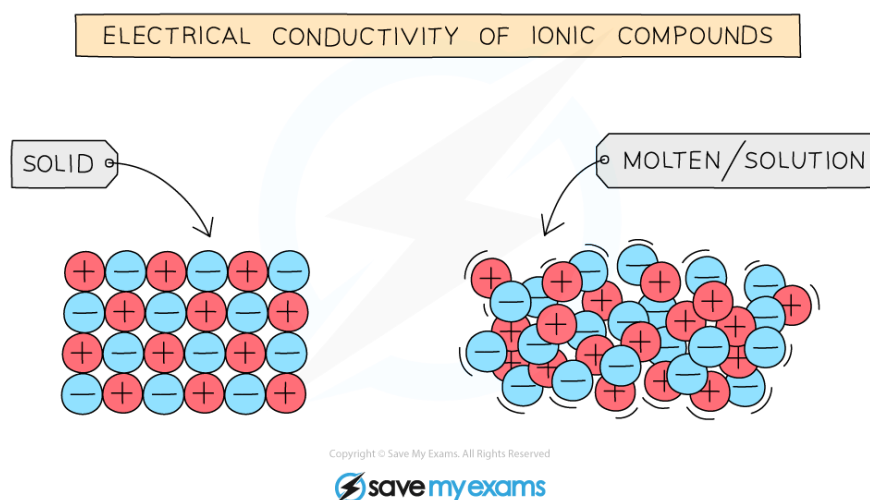 ELECTRICAL CONDUCTIVITY OF IONIC COMPOUNDS
SOLID
MOLTEN/SOLUTION
Copyright © Save My Exams. All Rights Reserved
save my exams